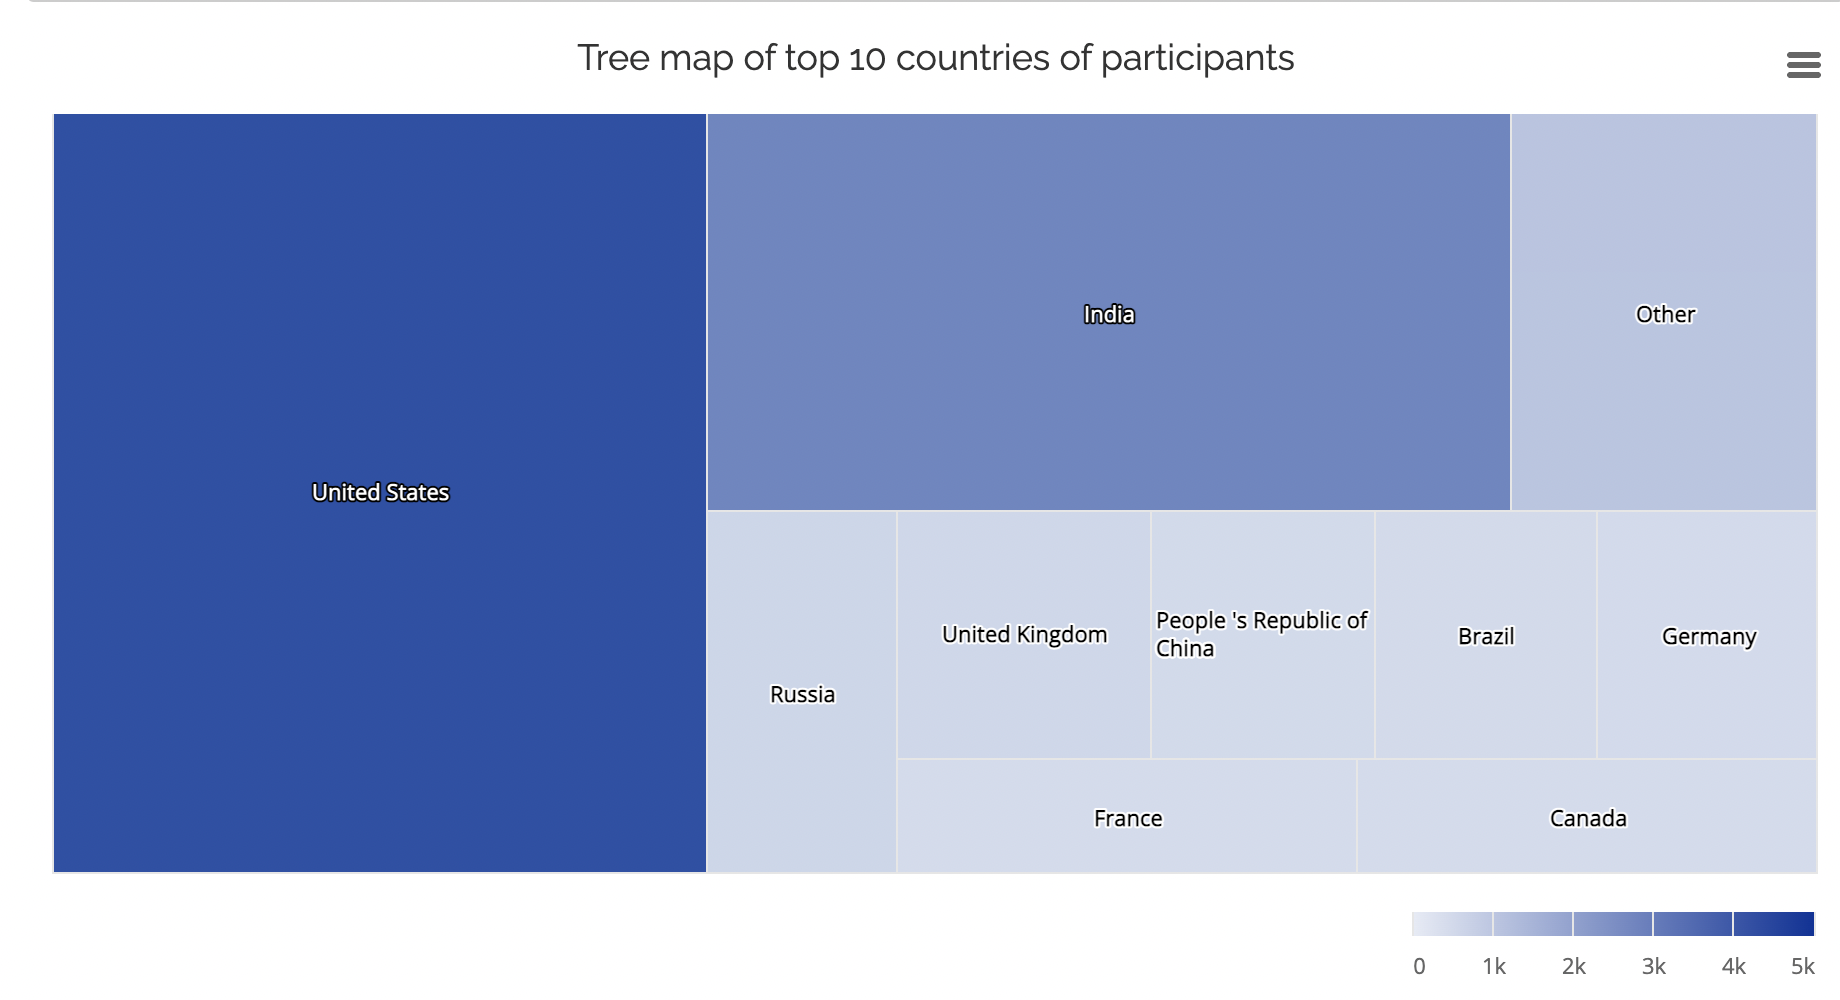 Tree map of top 10 countries of participants
United States
India
Other
Russia
United Kingdom
People 's Republic of
China
Brazil
Germany
France
Canada
0 1k 2k 3k 4k 5k